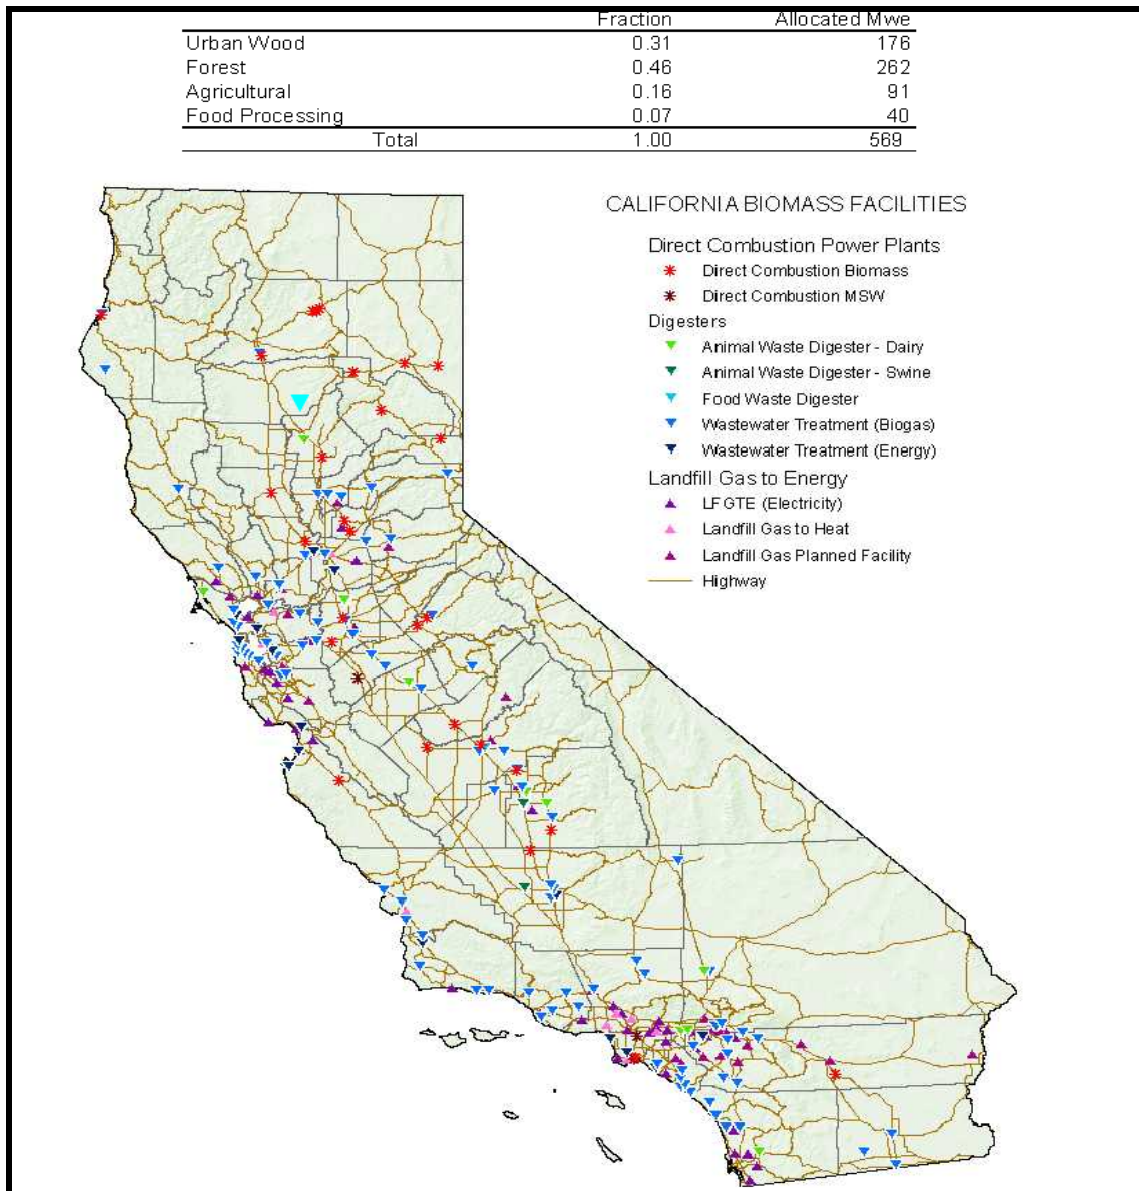 Fraction Allocated Mwe
Urban Wood 0.31 176
Forest 0.46 262
Agricultural 0.16 91
Food Processing 0.07 40
Total 1.00 569
CALIFORNIA BIOMASS FACILITIES
Direct Combustion Power Plants
Direct Combustion Biomass
Direct Combustion MSW
Digesters
Animal Waste Digester - Dairy
Animal Waste Digester - Swine
Food Waste Digester
Wastewater Treatment (Biogas)
Wastewater Treatment (Energy)
Landfill Gas to Energy
LFGTE (Electricity)
Landfill Gas to Heat
Landfill Gas Planned Facility
Highway